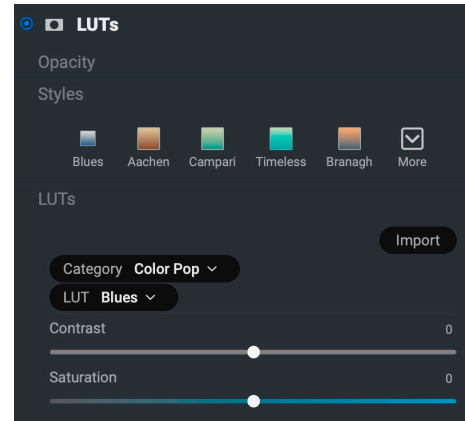 LUTs
Opacity
Styles
Blues Aachen Campari Timeless Branagh More
LUTs
Import
Category Color Pop
LUT Blues
Contrast 0
Saturation 0